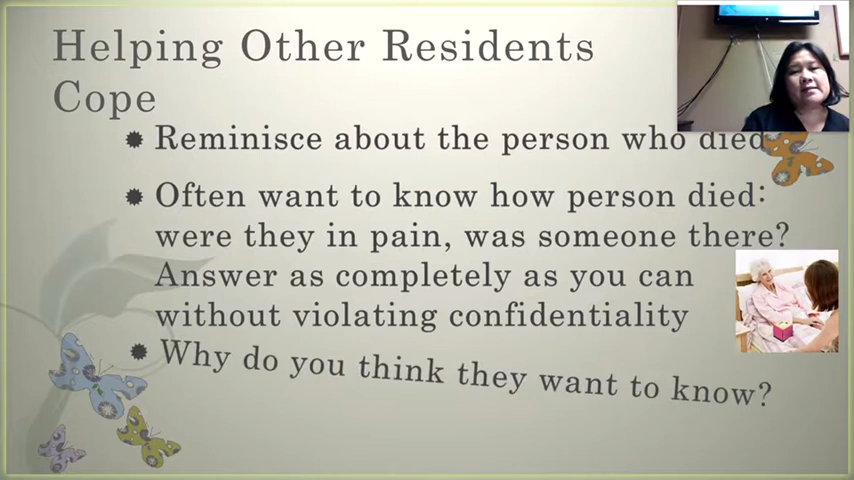 Helping Other Residents
Cope
Reminisce about the person who died
Often want to know how person died:
were they in pain, was someone there?
Answer as completely as you can
without violating confidentiality
Why do you think they want to know?